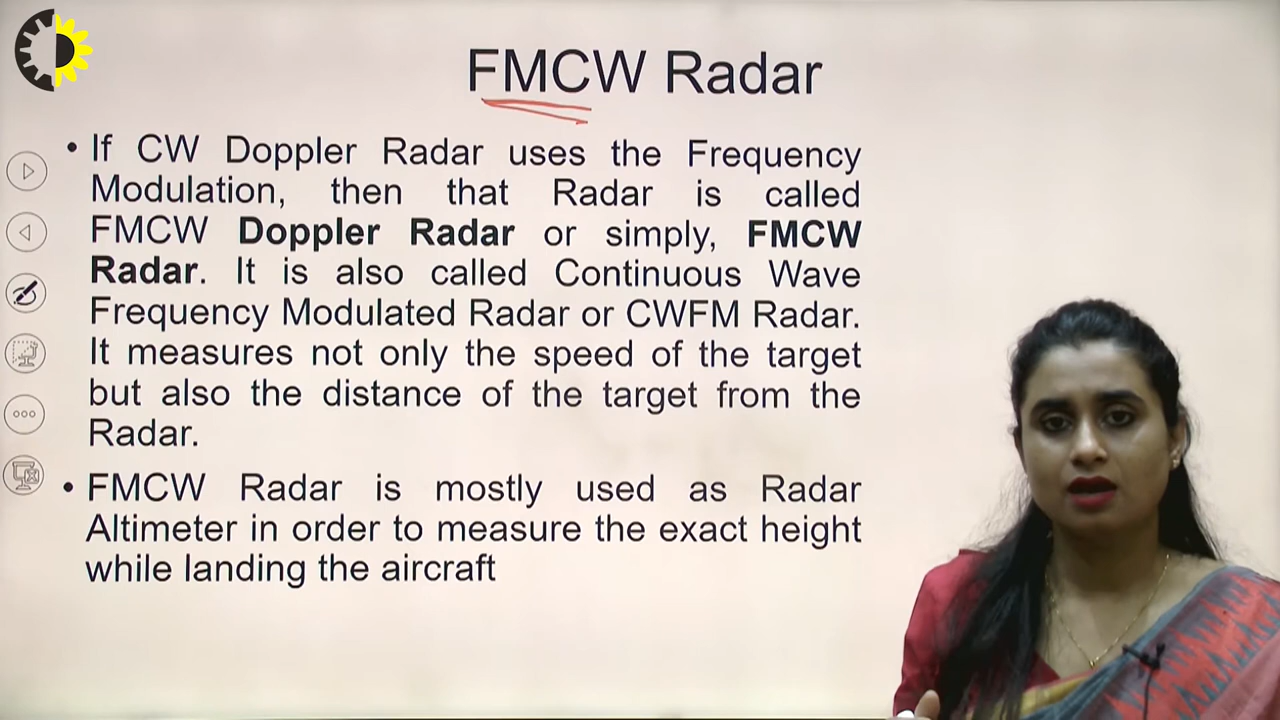 FMCW Radar
• If CW Doppler Radar uses the Frequency
Modulation, then that Radar is called
FMCW Doppler Radar or simply, FMCW
Radar. It is also called Continuous Wave
Frequency Modulated Radar or CWFM Radar.
It measures not only the speed of the target
but also the distance of the target from the
Radar.
• FMCW Radar is mostly used as Radar
Altimeter in order to measure the exact height
while landing the aircraft